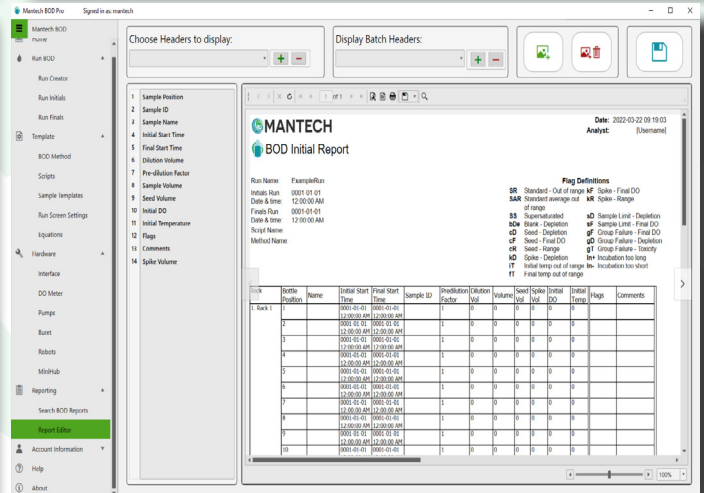 Mantech BOD Pro Signed in as: mantech
Mantech BOD
Home
Run BOD
Run Creator
Run Initials
Run Finals
Template
BOD Method
Scripts
Sample Templates
Run Screen Settings
Equations
Hardware
Interface
DO Meter
Pumps
Buret
Robots
MiniHub
Reporting
Search BOD Reports
Report Editor
Account Information
Help
About
Choose Headers to display:
Display Batch Headers:
1 Sample Position
2 Sample ID
3 Sample Name
4 Initial Start Time
5 Final Start Time
6 Dilution Volume
7 Pre-dilution Factor
8 Sample Volume
9 Seed Volume
10 Initial DO
11 Initial Temperature
12 Flags
13 Comments
14 Spike Volume
1 of 1
MANTECH
Date: 2022-03-22 09:19:03
Analyst: [Username]
BOD Initial Report
Run Name: ExampleRun
Initials Run 0001-01-01
Date & time: 12:00:00 AM
Finals Run 0001-01-01
Date & time: 12:00:00 AM
Script Name
Method Name
Flag Definitions
SR Standard - Out of range kF Spike - Final DO
SAR Standard average out kR Spike - Range
of range
SS Supersaturated sD Sample Limit - Depletion
bDe Blank - Depletion sF Sample Limit - Final DO
cD Seed - Depletion gF Group Failure - Final DO
cF Seed - Final DO gD Group Failure - Depletion
cR Seed - Range gT Group Failure - Toxicity
kD Spike - Depletion In+ Incubation too long
iT Initial temp out of range In- Incubation too short
fT Final temp out of range
Rack Bottle Position Name Initial Start Time Final Start Time Sample ID Predilution Factor Dilution Vol Volume Seed Vol Spike Vol Initial DO Initial Temp Flags Comments
1. Rack 1 1 0001-01-01 12:00:00 AM 0001-01-01 12:00:00 AM 1 0 0 0 0 0 0
2 0001-01-01 12:00:00 AM 0001-01-01 12:00:00 AM 1 0 0 0 0 0 0
3 0001-01-01 12:00:00 AM 0001-01-01 12:00:00 AM 1 0 0 0 0 0 0
4 0001-01-01 12:00:00 AM 0001-01-01 12:00:00 AM 1 0 0 0 0 0 0
5 0001-01-01 12:00:00 AM 0001-01-01 12:00:00 AM 1 0 0 0 0 0 0
6 0001-01-01 12:00:00 AM 0001-01-01 12:00:00 AM 1 0 0 0 0 0 0
7 0001-01-01 12:00:00 AM 0001-01-01 12:00:00 AM 1 0 0 0 0 0 0
8 0001-01-01 12:00:00 AM 0001-01-01 12:00:00 AM 1 0 0 0 0 0 0
9 0001-01-01 12:00:00 AM 0001-01-01 12:00:00 AM 1 0 0 0 0 0 0
10 0001-01-01 0001-01-01 1 0 0 0 0 0 0
100%